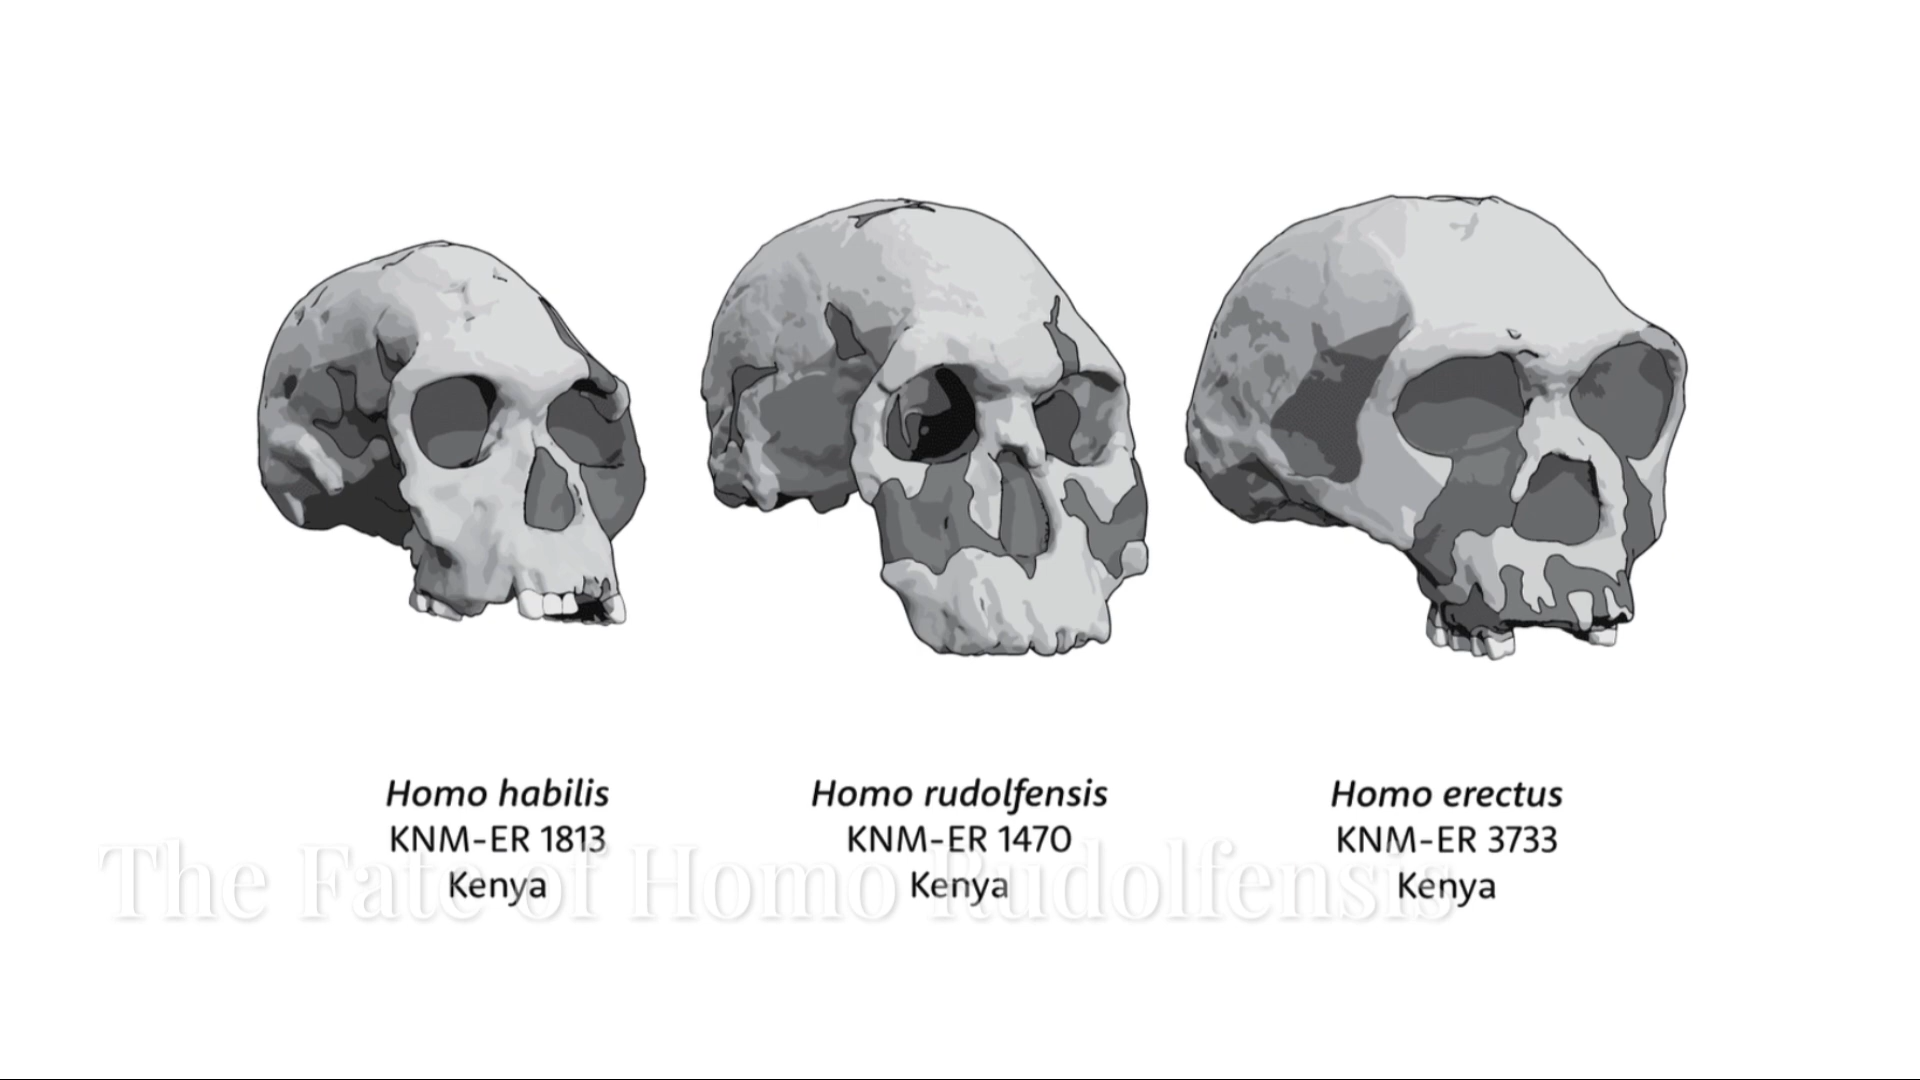 Homo habilis
KNM-ER 1813
Kenya
Homo rudolfensis
KNM-ER 1470
Kenya
Homo erectus
KNM-ER 3733
Kenya
The Fate of Homo Rudolfensis